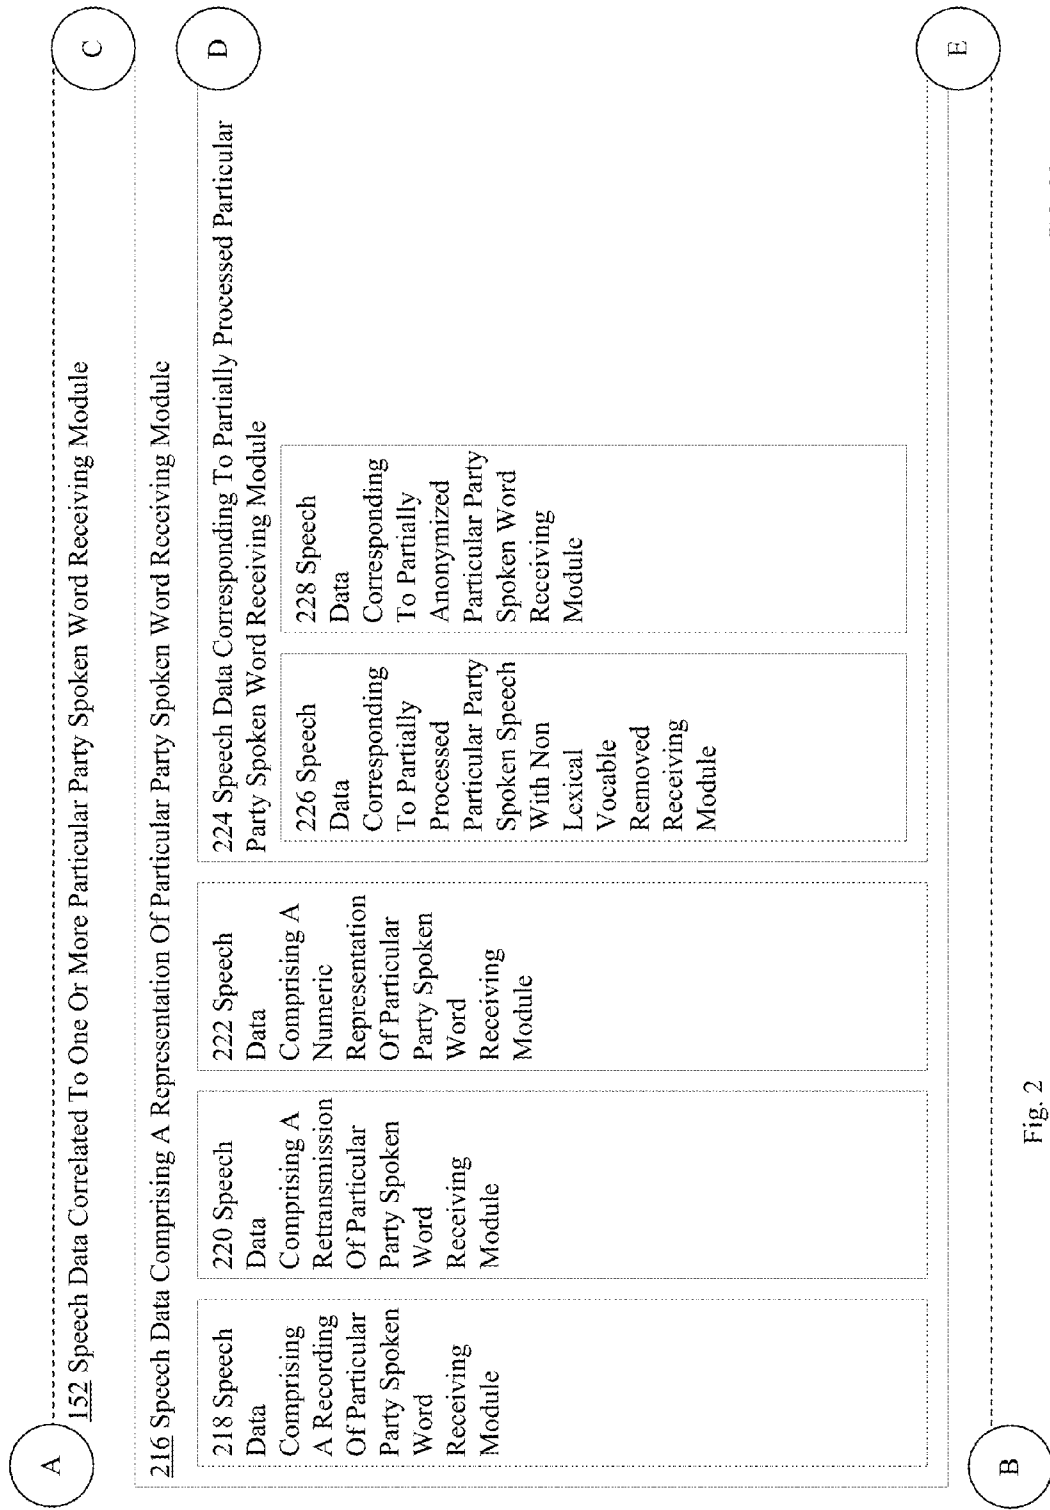 A
C
152 Speech Data Correlated To One Or More Particular Party Spoken Word Receiving Module
216 Speech Data Comprising A Representation Of Particular Party Spoken Word Receiving Module
D
218 Speech
Data
Comprising
A Recording
Of Particular
Party Spoken
Word
Receiving
Module
220 Speech
Data
Comprising A
Retransmission
Of Particular
Party Spoken
Word
Receiving
Module
222 Speech
Data
Comprising A
Numeric
Representation
Of Particular
Party Spoken
Word
Receiving
Module
224 Speech Data Corresponding To Partially Processed Particular
Party Spoken Word Receiving Module
226 Speech
Data
Corresponding
To Partially
Processed
Particular Party
Spoken Speech
With Non
Lexical
Vocable
Removed
Receiving
Module
228 Speech
Data
Corresponding
To Partially
Anonymized
Particular Party
Spoken Word
Receiving
Module
B
E
Fig. 2